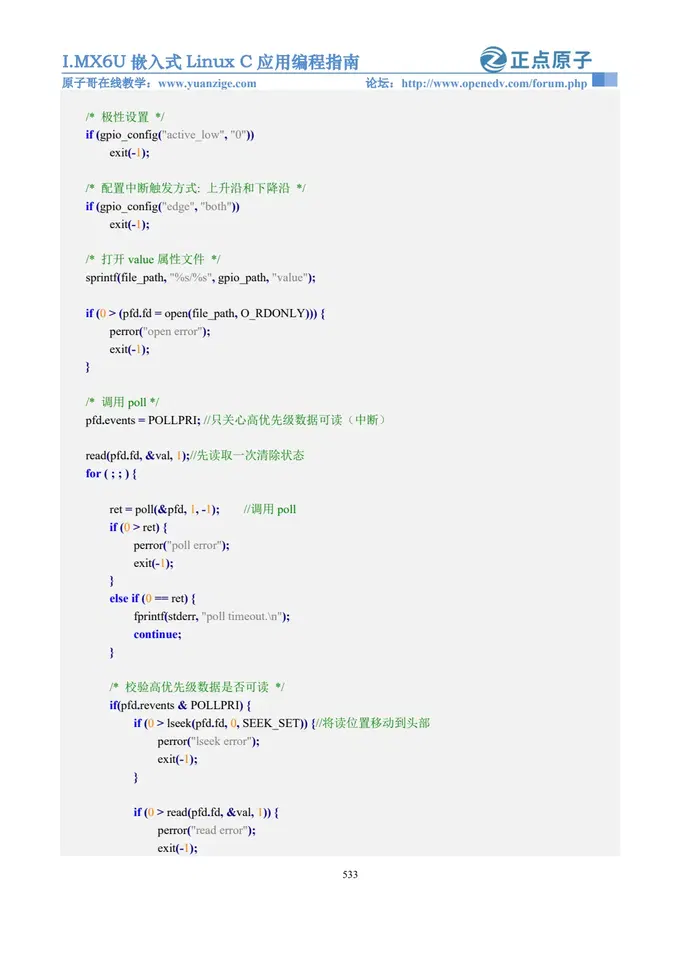 I.MX6U 嵌入式 Linux C 应用编程指南
正点原子
原子哥在线教学：www.yuanzige.com 论坛：http://www.openedv.com/forum.php
/* 极性设置 */
if (gpio_config("active_low", "0"))
exit(-1);
/* 配置中断触发方式: 上升沿和下降沿 */
if (gpio_config("edge", "both"))
exit(-1);
/* 打开 value 属性文件 */
sprintf(file_path, "%s/%s", gpio_path, "value");
if (0 > (pfd.fd = open(file_path, O_RDONLY))) {
perror("open error");
exit(-1);
}
/* 调用 poll */
pfd.events = POLLPRI; //只关心高优先级数据可读（中断）
read(pfd.fd, &val, 1);//先读取一次清除状态
for ( ; ; ) {
ret = poll(&pfd, 1, -1); //调用 poll
if (0 > ret) {
perror("poll error");
exit(-1);
}
else if (0 == ret) {
fprintf(stderr, "poll timeout.\n");
continue;
}
/* 校验高优先级数据是否可读 */
if(pfd.revents & POLLPRI) {
if (0 > lseek(pfd.fd, 0, SEEK_SET)) {//将读位置移动到头部
perror("lseek error");
exit(-1);
}
if (0 > read(pfd.fd, &val, 1)) {
perror("read error");
exit(-1);
533